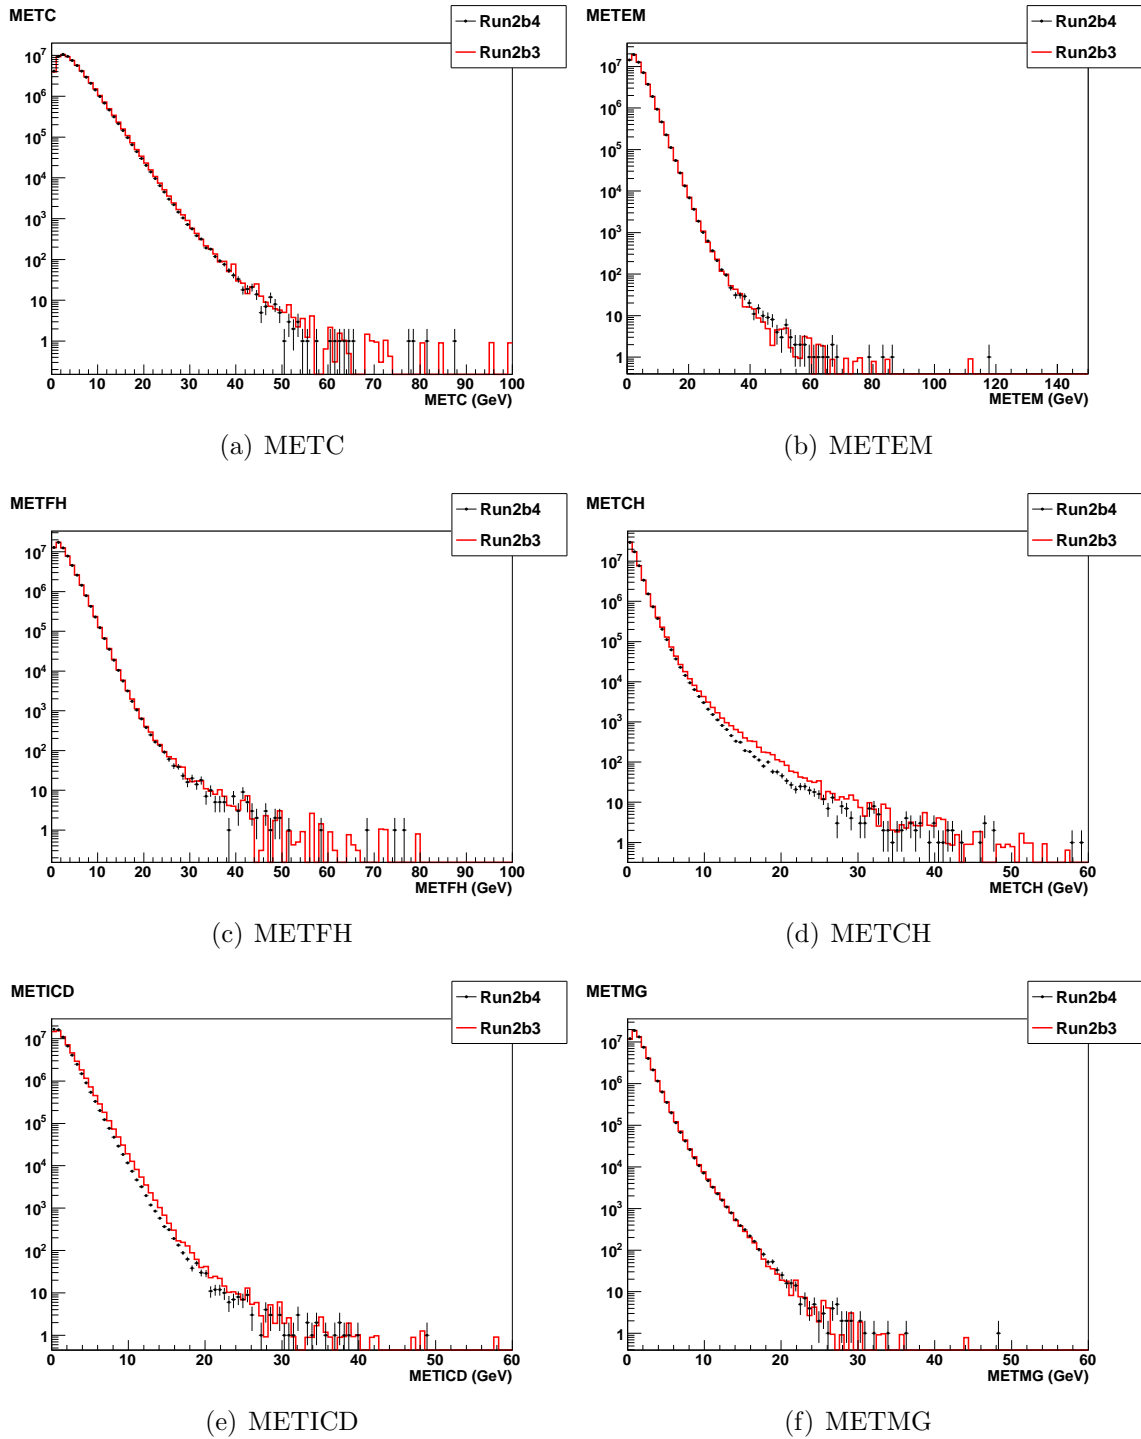 METC
Run2b4
Run2b3
10^7
10^6
10^5
10^4
10^3
10^2
10
1
0 10 20 30 40 50 60 70 80 90 100
METC (GeV)
(a) METC
METEM
Run2b4
Run2b3
10^7
10^6
10^5
10^4
10^3
10^2
10
1
0 20 40 60 80 100 120 140
METEM (GeV)
(b) METEM
METFH
Run2b4
Run2b3
10^7
10^6
10^5
10^4
10^3
10^2
10
1
0 10 20 30 40 50 60 70 80 90 100
METFH (GeV)
(c) METFH
METCH
Run2b4
Run2b3
10^7
10^6
10^5
10^4
10^3
10^2
10
1
0 10 20 30 40 50 60
METCH (GeV)
(d) METCH
METICD
Run2b4
Run2b3
10^7
10^6
10^5
10^4
10^3
10^2
10
1
0 10 20 30 40 50 60
METICD (GeV)
(e) METICD
METMG
Run2b4
Run2b3
10^7
10^6
10^5
10^4
10^3
10^2
10
1
0 10 20 30 40 50 60
METMG (GeV)
(f) METMG